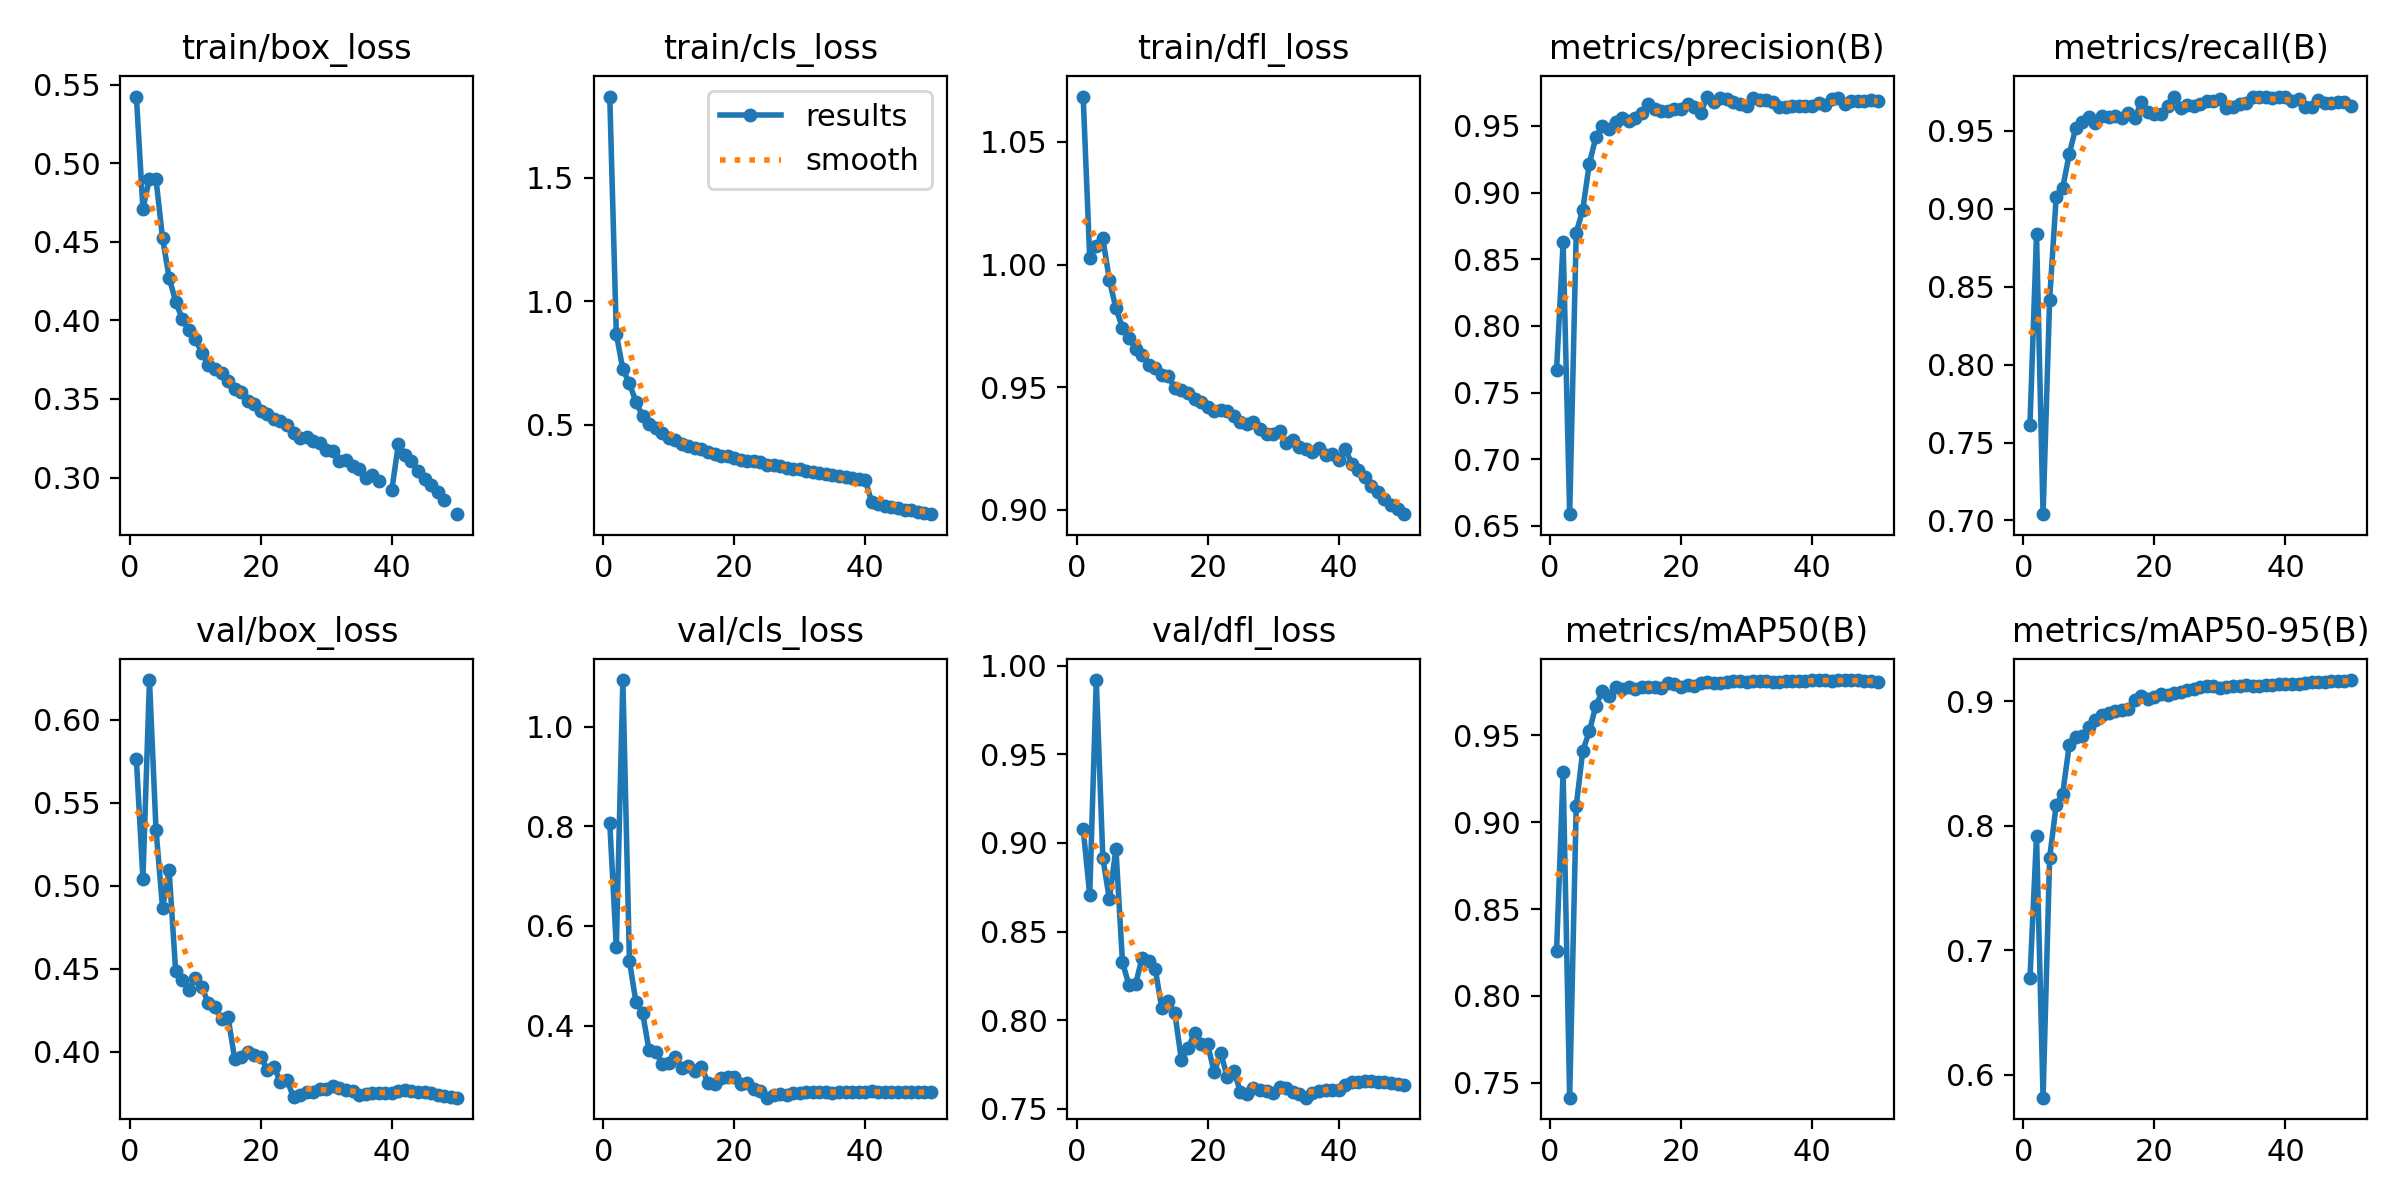 train/box_loss
0.55
0.50
0.45
0.40
0.35
0.30
0 20 40
train/cls_loss
results
smooth
1.5
1.0
0.5
0 20 40
train/dfl_loss
1.05
1.00
0.95
0.90
0 20 40
metrics/precision(B)
0.95
0.90
0.85
0.80
0.75
0.70
0.65
0 20 40
metrics/recall(B)
0.95
0.90
0.85
0.80
0.75
0.70
0 20 40
val/box_loss
0.60
0.55
0.50
0.45
0.40
0 20 40
val/cls_loss
1.0
0.8
0.6
0.4
0 20 40
val/dfl_loss
1.00
0.95
0.90
0.85
0.80
0.75
0 20 40
metrics/mAP50(B)
0.95
0.90
0.85
0.80
0.75
0 20 40
metrics/mAP50-95(B)
0.9
0.8
0.7
0.6
0 20 40